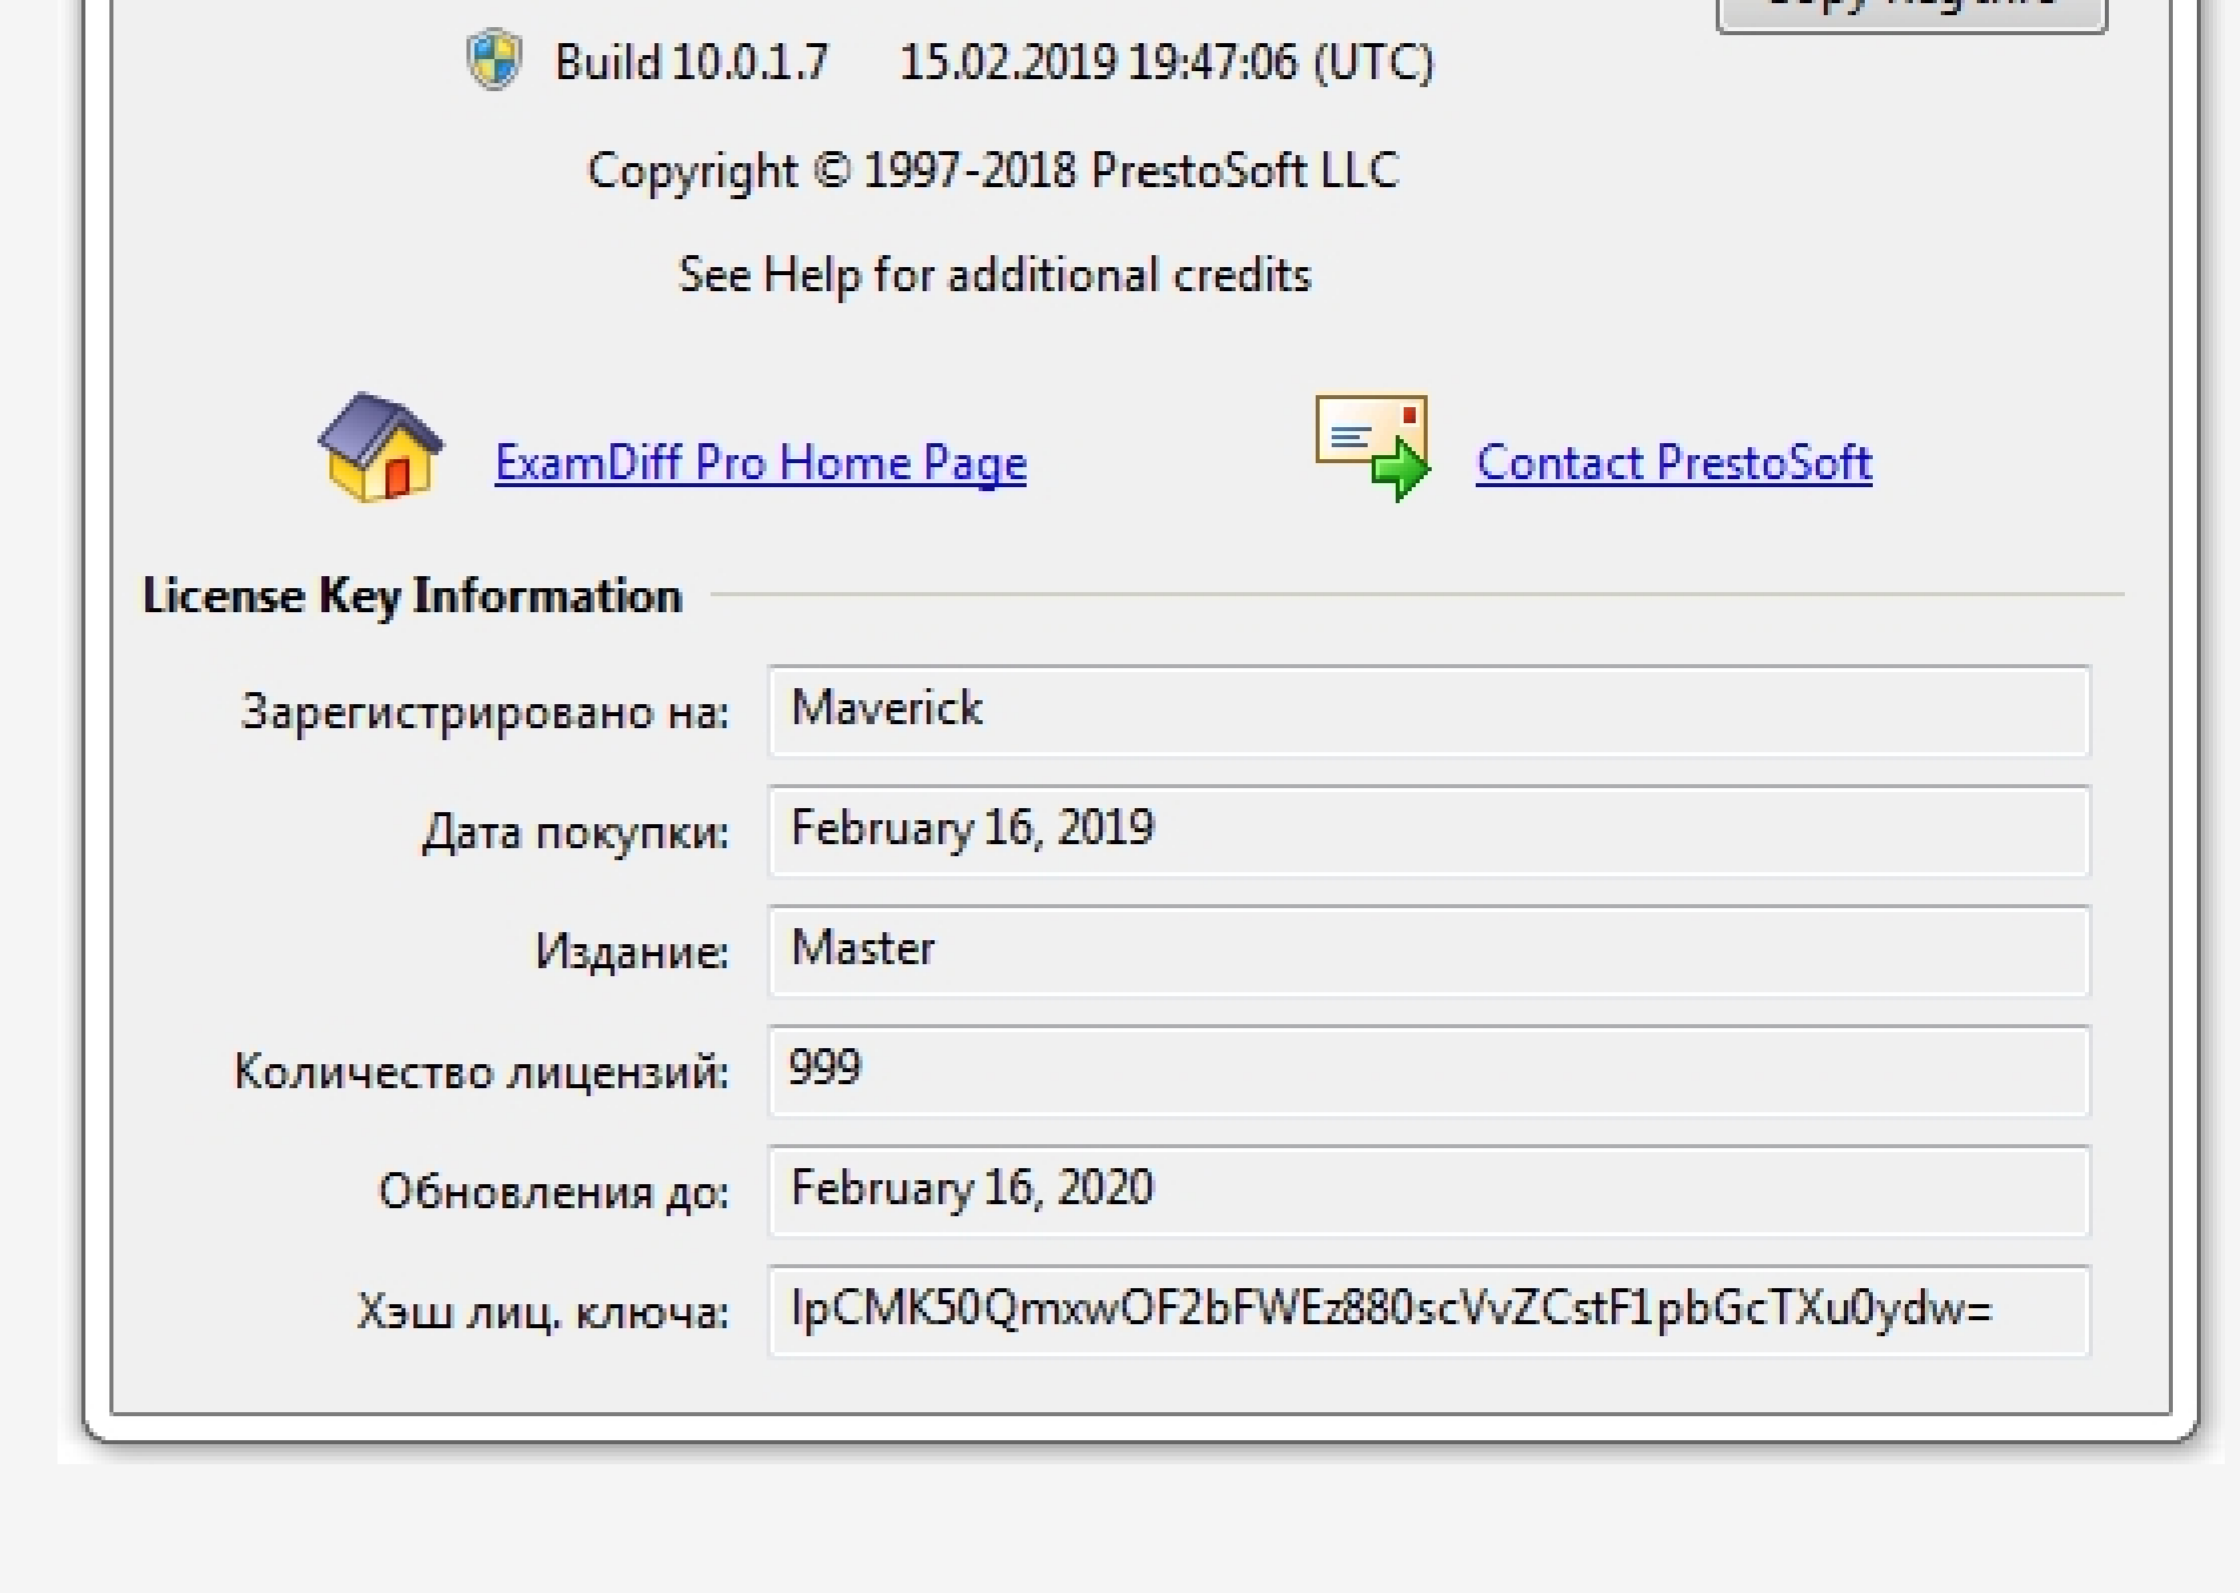 Build 10.0.1.7 15.02.2019 19:47:06 (UTC)
Copyright © 1997-2018 PrestoSoft LLC
See Help for additional credits
ExamDiff Pro Home Page Contact PrestoSoft
License Key Information
Зарегистрировано на: Maverick
Дата покупки: February 16, 2019
Издание: Master
Количество лицензий: 999
Обновления до: February 16, 2020
Хэш лиц. ключа: IpCMK50QmxwOF2bFWEz880scVvZCstF1pbGcTXu0ydw=